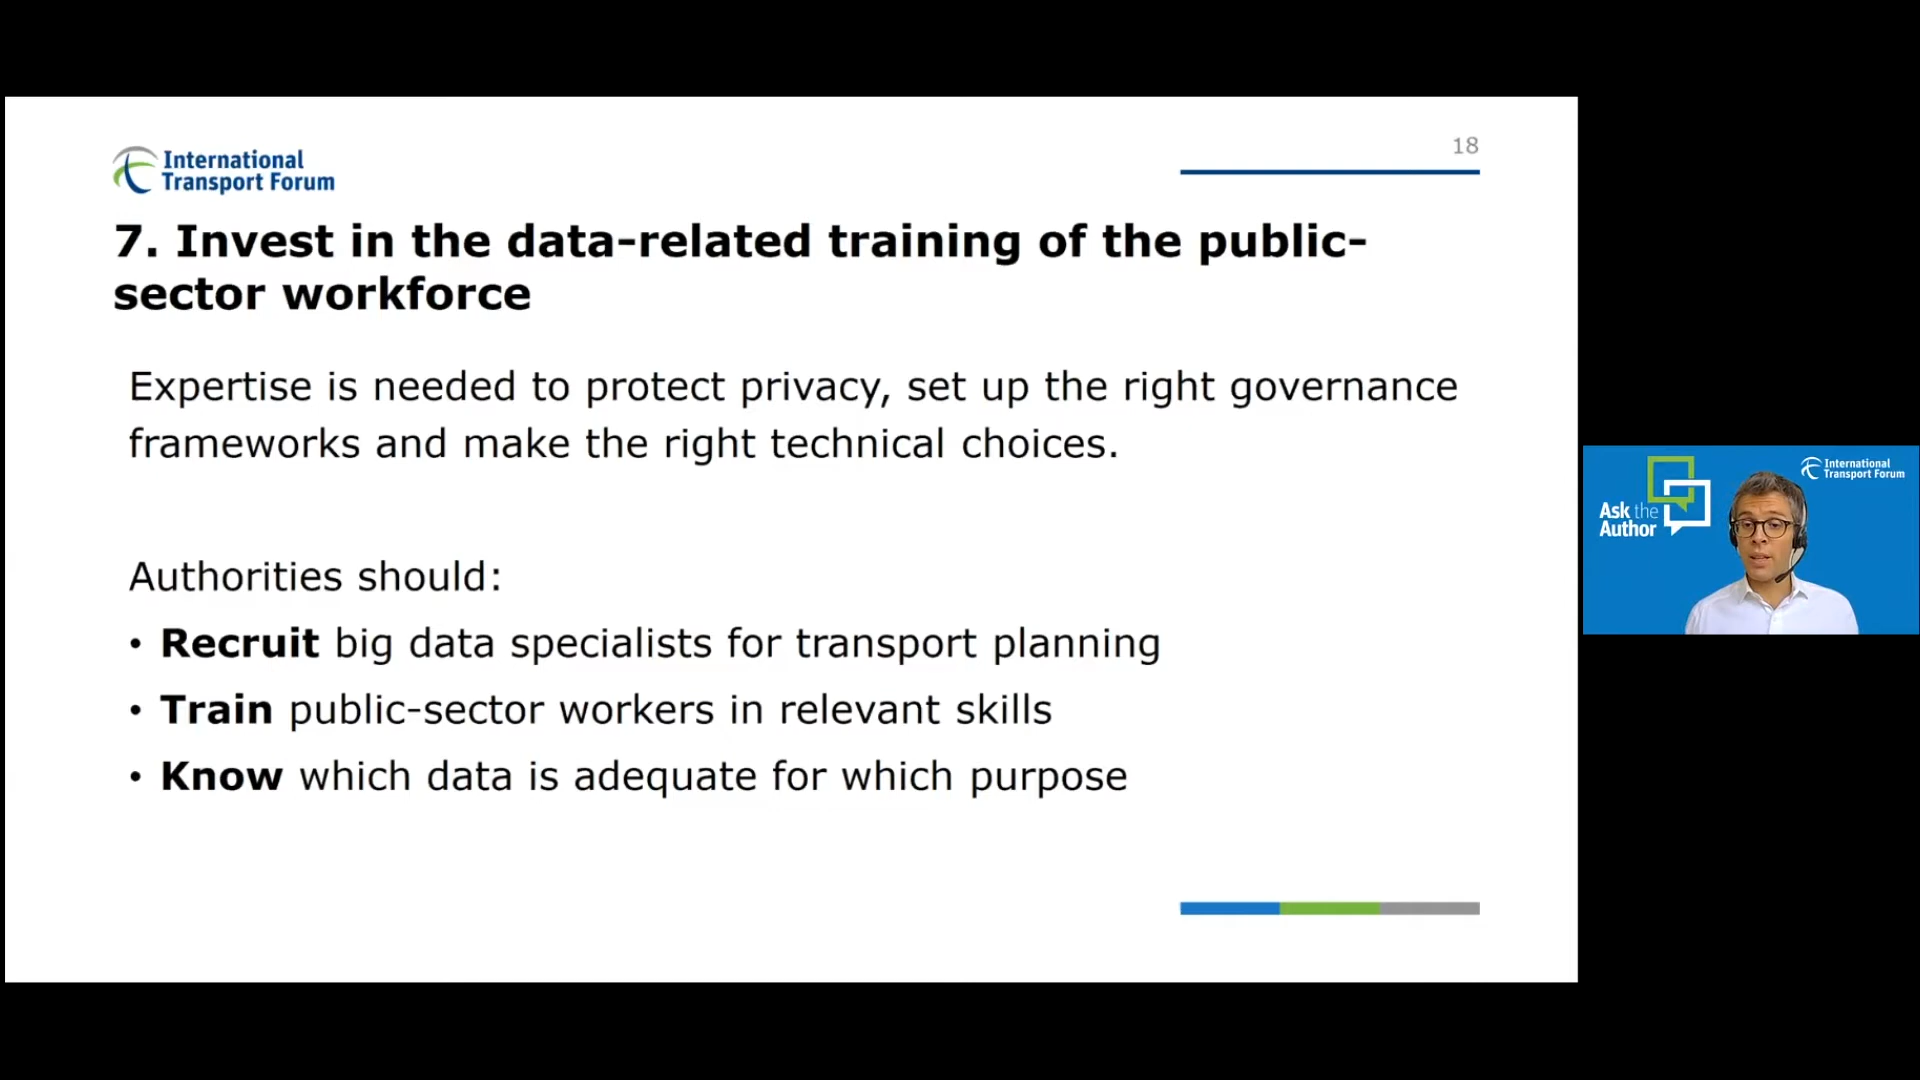 International
Transport Forum
18
7. Invest in the data-related training of the public-
sector workforce
Expertise is needed to protect privacy, set up the right governance
frameworks and make the right technical choices.
Authorities should:
• Recruit big data specialists for transport planning
• Train public-sector workers in relevant skills
• Know which data is adequate for which purpose
Ask the
Author
International
Transport Forum